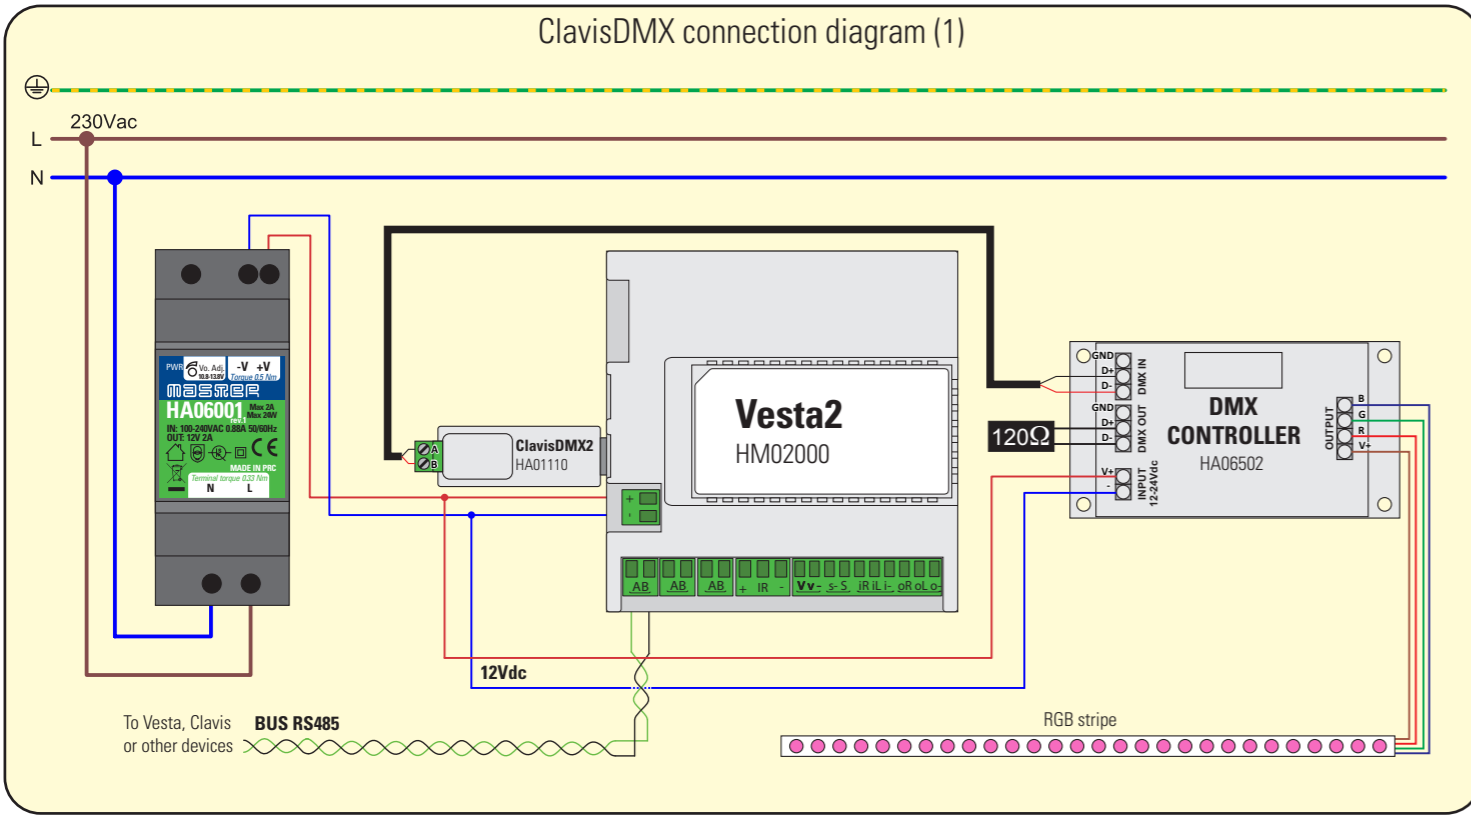 ClavisDMX connection diagram (1)
230Vac
L
N
PWR
Vo. Adj.
10.8-13.8V
-V +V
Torque 0.5 Nm
MASTER
HA06001
rev.1
Max 2A
Max 24W
IN: 100-240VAC 0.88A 50/60Hz
OUT: 12V 2A
CE
MADE IN PRC
Terminal torque 0.33 Nm
N L
A
B
ClavisDMX2
HA01110
Vesta2
HM02000
+
-
AB AB AB + IR - V v - s- S iR iL i- oR oL o-
GND
D+
D-
DMX IN
GND
D+
D-
DMX OUT
V+
-
INPUT
12-24Vdc
120Ω
DMX
CONTROLLER
HA06502
OUTPUT
B
G
R
V+
12Vdc
To Vesta, Clavis
or other devices
BUS RS485
RGB stripe